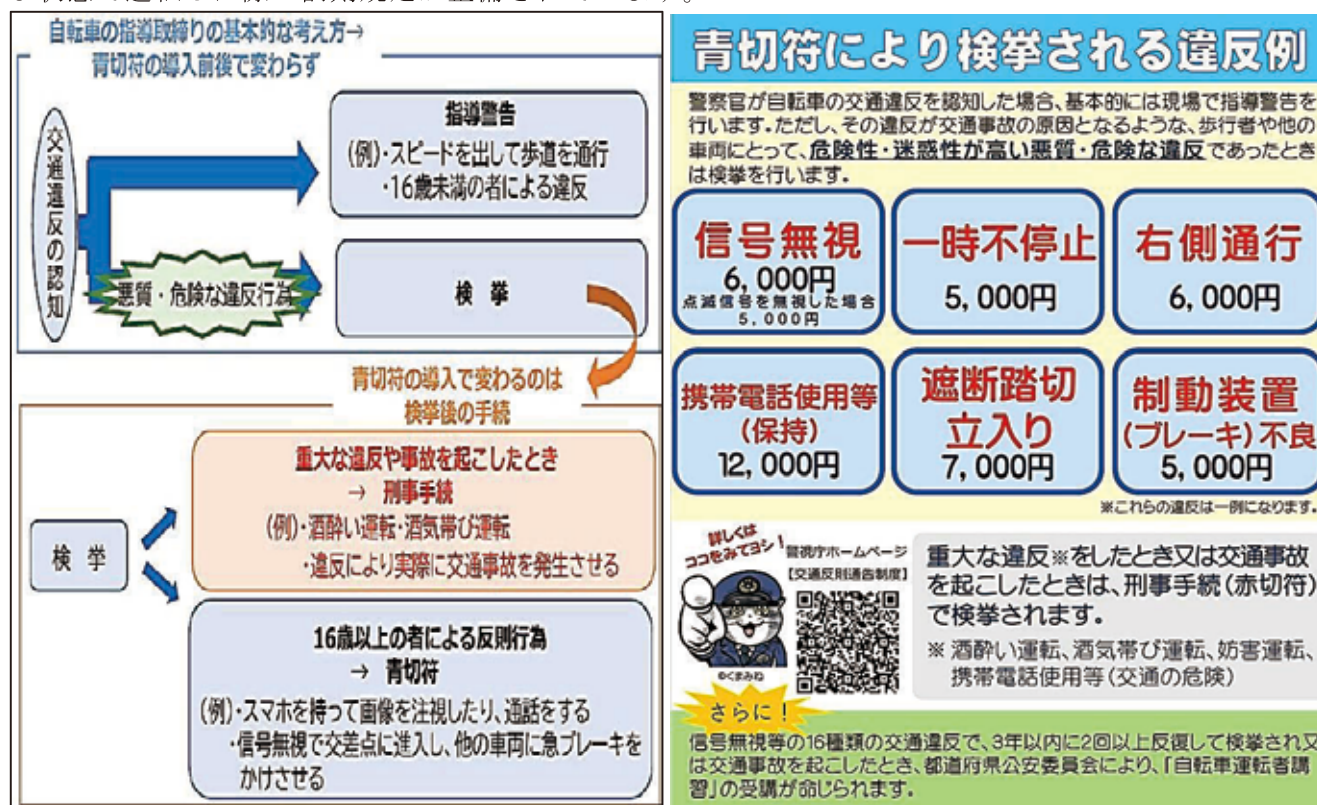 自転車の指導取締りの基本的な考え方→
青切符の導入前後で変わらず
交通違反の認知
指導警告
(例)・スピードを出して歩道を通行
・16歳未満の者による違反
悪質・危険な違反行為
検 挙
青切符の導入で変わるのは
検挙後の手続
検 挙
重大な違反や事故を起こしたとき
→ 刑事手続
(例)・酒酔い運転・酒気帯び運転
・違反により実際に交通事故を発生させる
16歳以上の者による反則行為
→ 青切符
(例)・スマホを持って画像を注視したり、通話をする
・信号無視で交差点に進入し、他の車両に急ブレーキを
かけさせる
青切符により検挙される違反例
警察官が自転車の交通違反を認知した場合、基本的には現場で指導警告を
行います。ただし、その違反が交通事故の原因となるような、歩行者や他の
車両にとって、危険性・迷惑性が高い悪質・危険な違反であったとき
は検挙を行います。
信号無視
6,000円
点滅信号を無視した場合
5,000円
一時不停止
5,000円
右側通行
6,000円
携帯電話使用等
(保持)
12,000円
遮断踏切
立入り
7,000円
制動装置
(ブレーキ)不良
5,000円
※これらの違反は一例になります。
詳しくは
ココをみてヨシ!
警視庁ホームページ
【交通反則通告制度】
©くまみね
重大な違反※をしたとき又は交通事故
を起こしたときは、刑事手続(赤切符)
で検挙されます。
※ 酒酔い運転、酒気帯び運転、妨害運転、
携帯電話使用等(交通の危険)
さらに!
信号無視等の16種類の交通違反で、3年以内に2回以上反復して検挙され又
は交通事故を起こしたとき、都道府県公安委員会により、「自転車運転者講
習」の受講が命じられます。